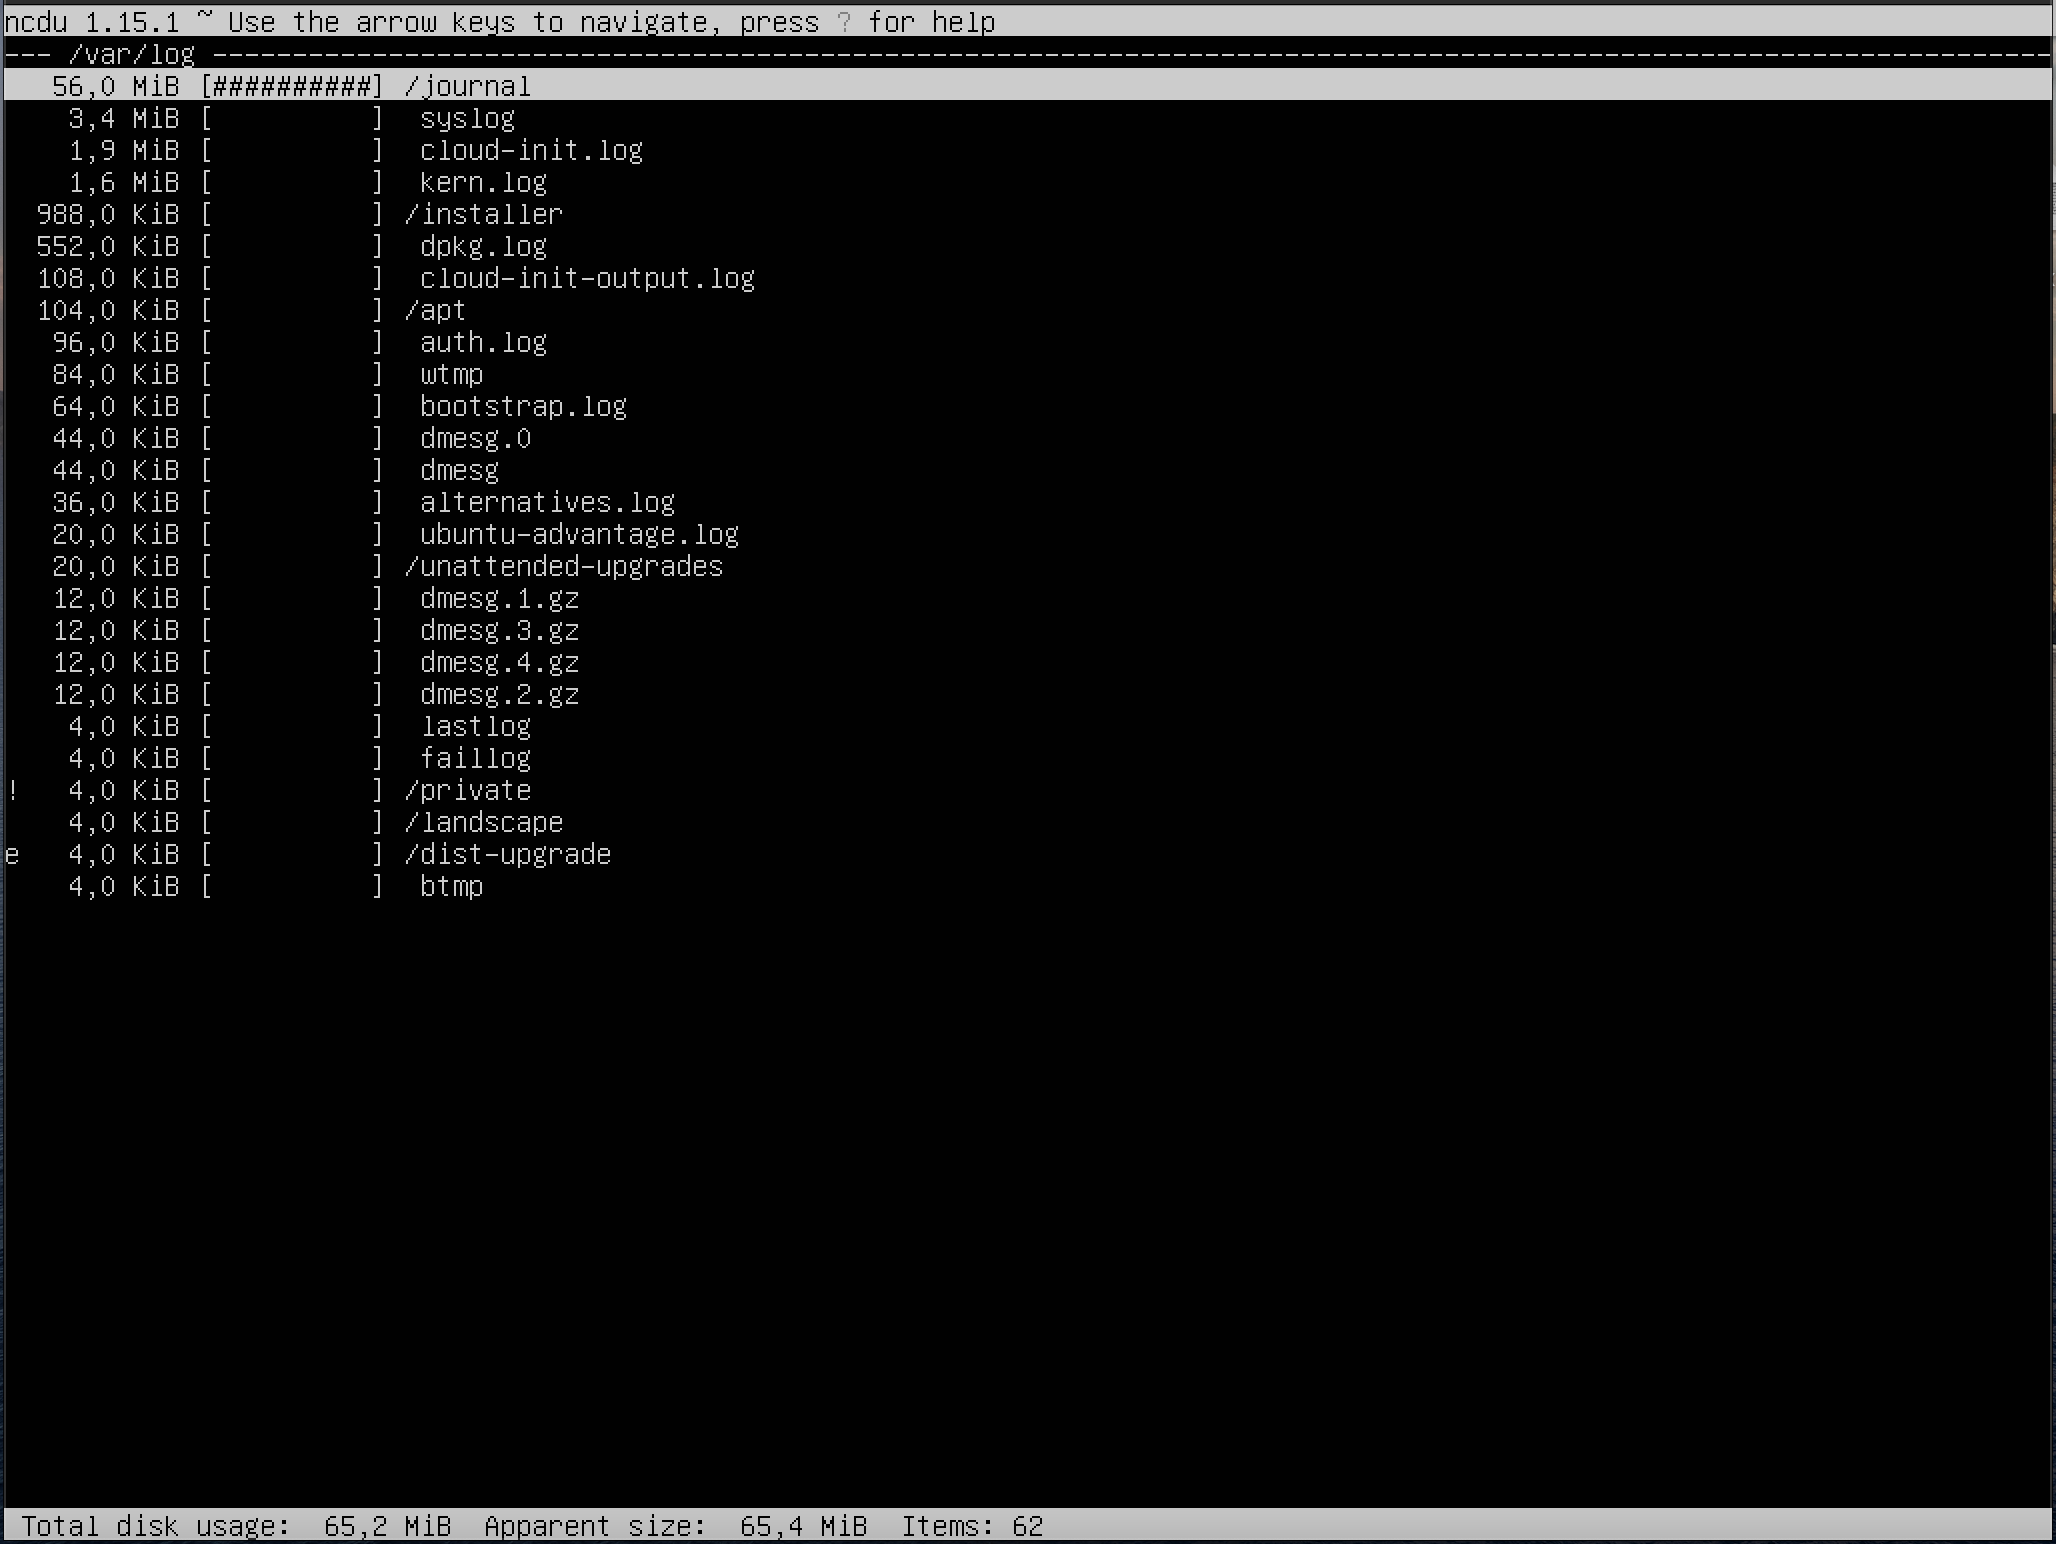 ncdu 1.15.1 ~ Use the arrow keys to navigate, press ? for help
--- /var/log -------------------------------------------------------------------------------------------------------------------
   56,0 MiB [##########] /journal
    3,4 MiB [          ]  syslog
    1,9 MiB [          ]  cloud-init.log
    1,6 MiB [          ]  kern.log
  988,0 KiB [          ] /installer
  552,0 KiB [          ]  dpkg.log
  108,0 KiB [          ]  cloud-init-output.log
  104,0 KiB [          ] /apt
   96,0 KiB [          ]  auth.log
   84,0 KiB [          ]  wtmp
   64,0 KiB [          ]  bootstrap.log
   44,0 KiB [          ]  dmesg.0
   44,0 KiB [          ]  dmesg
   36,0 KiB [          ]  alternatives.log
   20,0 KiB [          ]  ubuntu-advantage.log
   20,0 KiB [          ] /unattended-upgrades
   12,0 KiB [          ]  dmesg.1.gz
   12,0 KiB [          ]  dmesg.3.gz
   12,0 KiB [          ]  dmesg.4.gz
   12,0 KiB [          ]  dmesg.2.gz
    4,0 KiB [          ]  lastlog
    4,0 KiB [          ]  faillog
!   4,0 KiB [          ] /private
    4,0 KiB [          ] /landscape
e   4,0 KiB [          ] /dist-upgrade
    4,0 KiB [          ]  btmp
 Total disk usage:  65,2 MiB  Apparent size:  65,4 MiB  Items: 62